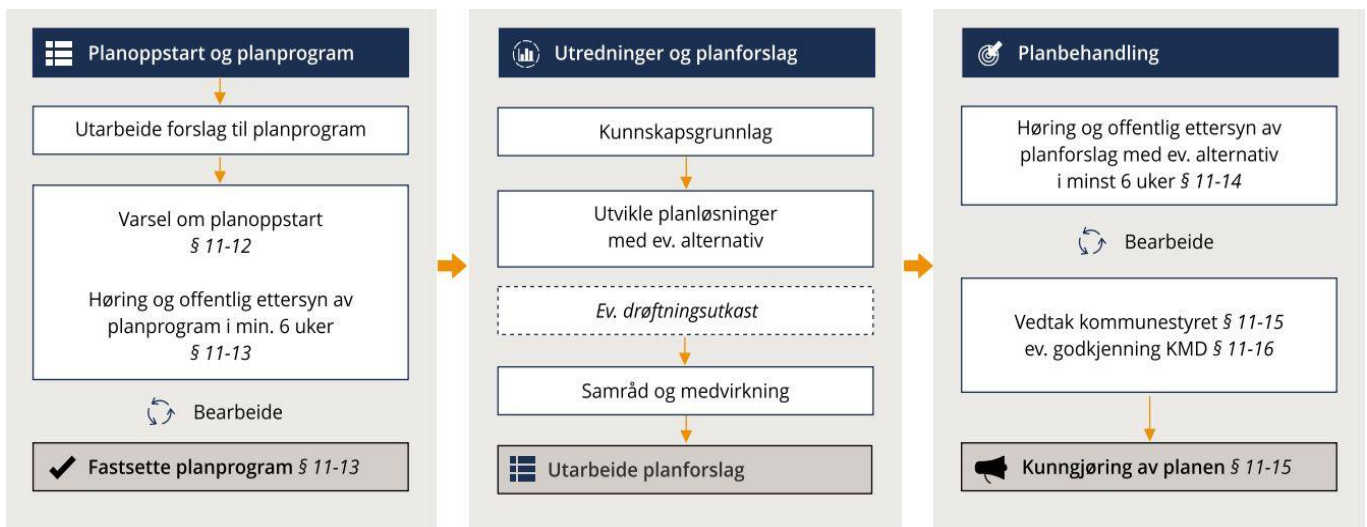 Planoppstart og planprogram
Utarbeide forslag til planprogram
Varsel om planoppstart
§ 11-12
Høring og offentlig ettersyn av
planprogram i min. 6 uker
§ 11-13
Bearbeide
Fastsette planprogram § 11-13
Utredninger og planforslag
Kunnskapsgrunnlag
Utvikle planløsninger
med ev. alternativ
Ev. drøftningsutkast
Samråd og medvirkning
Utarbeide planforslag
Planbehandling
Høring og offentlig ettersyn av
planforslag med ev. alternativ
i minst 6 uker § 11-14
Bearbeide
Vedtak kommunestyret § 11-15
ev. godkjenning KMD § 11-16
Kunngjøring av planen § 11-15